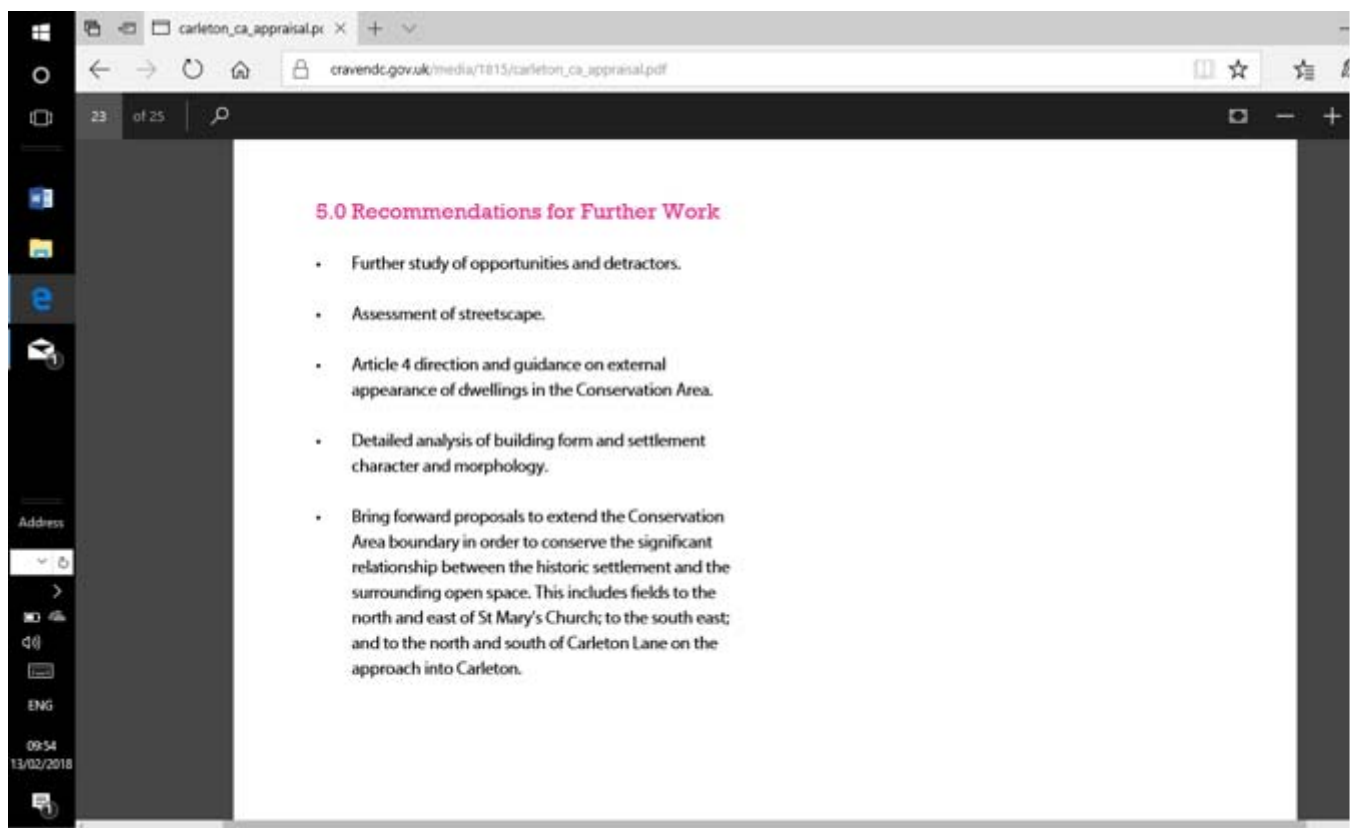 carleton_ca_appraisal.pc
cravendc.gov.uk/media/1815/carleton_ca_appraisal.pdf
23 of 25
5.0 Recommendations for Further Work
• Further study of opportunities and detractors.
• Assessment of streetscape.
• Article 4 direction and guidance on external
appearance of dwellings in the Conservation Area.
• Detailed analysis of building form and settlement
character and morphology.
• Bring forward proposals to extend the Conservation
Area boundary in order to conserve the significant
relationship between the historic settlement and the
surrounding open space. This includes fields to the
north and east of St Mary's Church; to the south east;
and to the north and south of Carleton Lane on the
approach into Carleton.
Address
ENG
09:54
13/02/2018